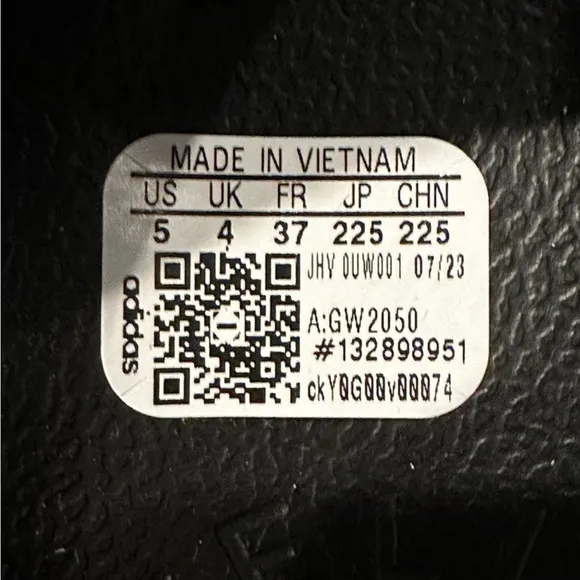 MADE IN VIETNAM
US UK FR JP CHN
5 4 37 225 225
JHV 0UW001 07/23
A:GW2050
#132898951
ckY0G00v00074
adidas